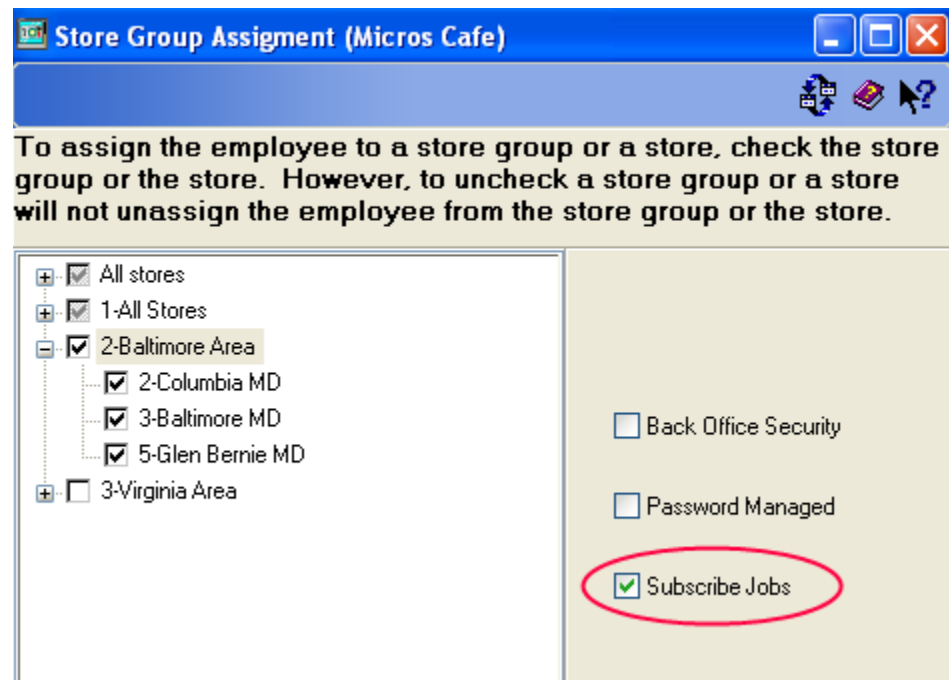 Store Group Assigment (Micros Cafe)
To assign the employee to a store group or a store, check the store
group or the store. However, to uncheck a store group or a store
will not unassign the employee from the store group or the store.
All stores
1-All Stores
2-Baltimore Area
2-Columbia MD
3-Baltimore MD
5-Glen Bernie MD
3-Virginia Area
Back Office Security
Password Managed
Subscribe Jobs